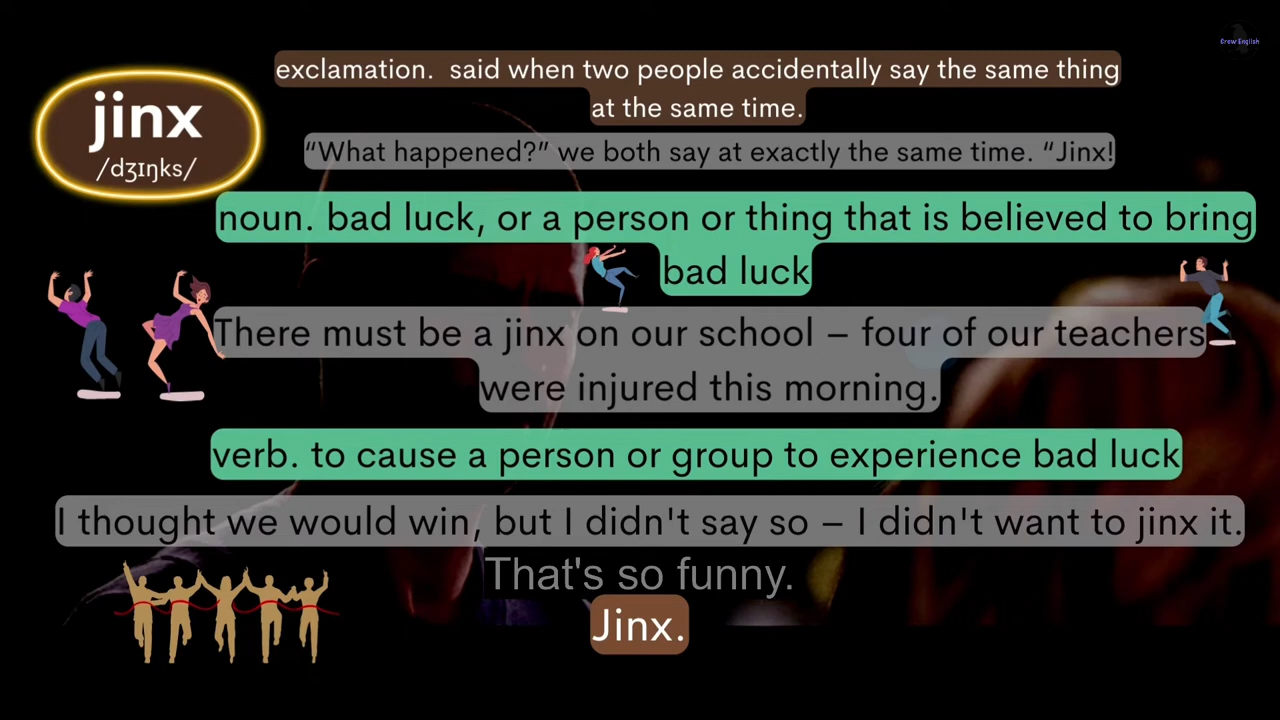 Crow English
exclamation. said when two people accidentally say the same thing
at the same time.
jinx
/dʒɪŋks/
“What happened?” we both say at exactly the same time. “Jinx!
noun. bad luck, or a person or thing that is believed to bring
bad luck
There must be a jinx on our school – four of our teachers
were injured this morning.
verb. to cause a person or group to experience bad luck
I thought we would win, but I didn't say so – I didn't want to jinx it.
That's so funny.
Jinx.